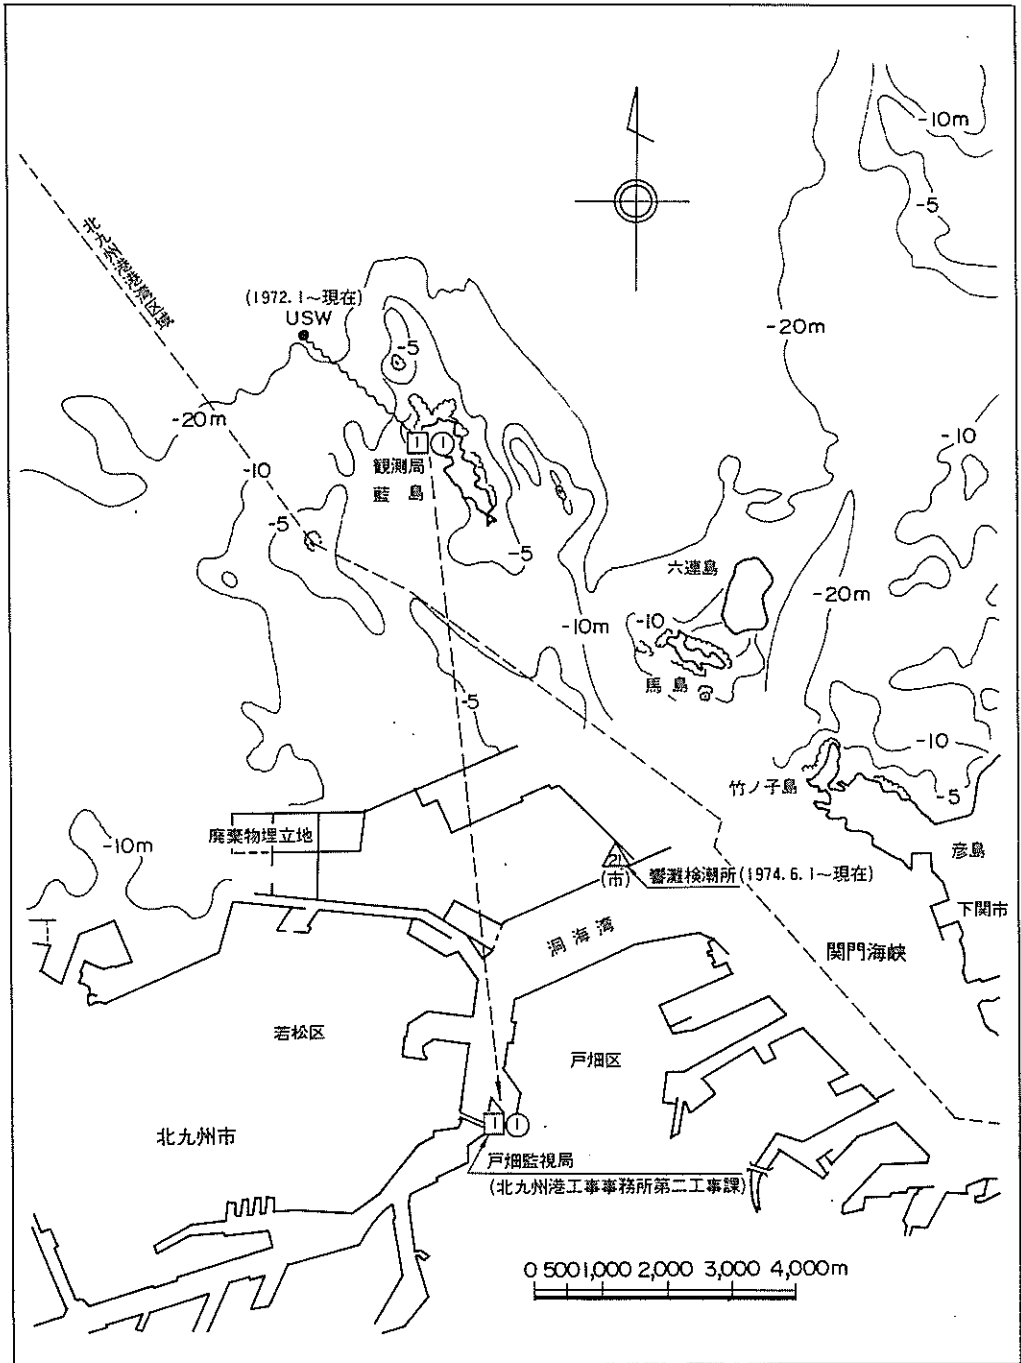 -10m
-5
北九州港港湾区域
(1972.1〜現在)
USW
-20m
-5
-20m
-10
-10
1 1
観測局
藍 島
-5
-5
六連島
-20m
-10m
-10
馬 島
-5
-10
竹ノ子島
-5
廃棄物埋立地
-10m
彦島
21
(市)
響灘検潮所(1974.6.1〜現在)
下関市
洞海湾
関門海峡
若松区
戸畑区
北九州市
1 1
戸畑監視局
(北九州港工事事務所第二工事課)
0 500 1,000 2,000 3,000 4,000m